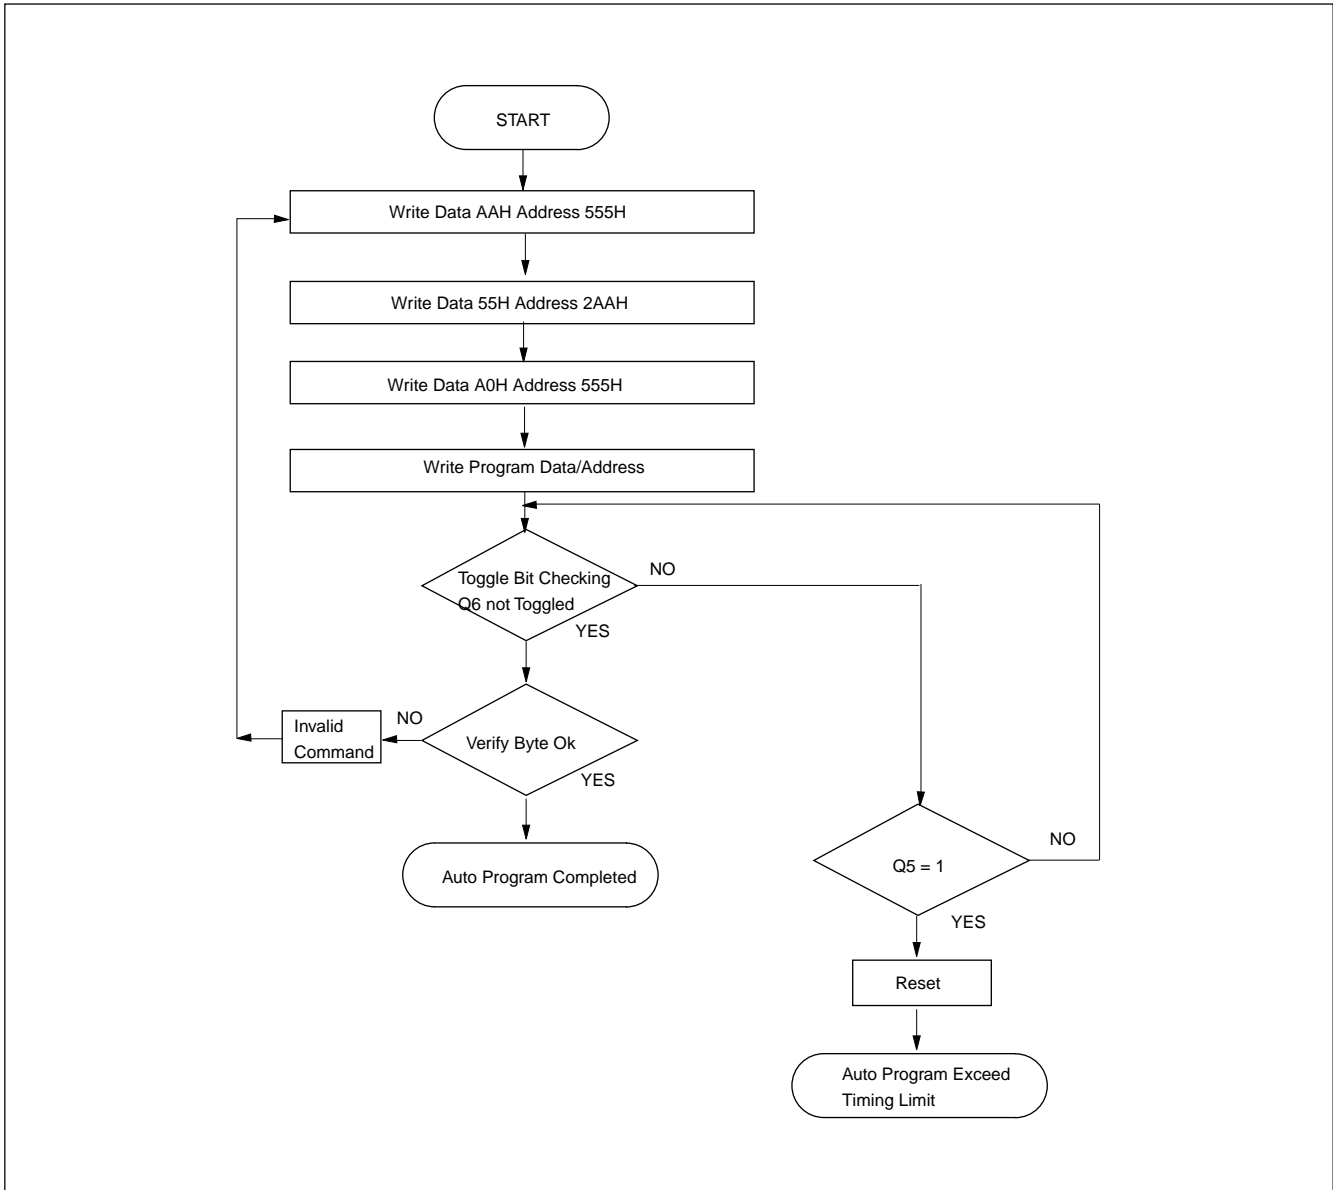 START
Write Data AAH Address 555H
Write Data 55H Address 2AAH
Write Data A0H Address 555H
Write Program Data/Address
Toggle Bit Checking
Q6 not Toggled
NO
YES
Invalid
Command
NO
Verify Byte Ok
YES
Auto Program Completed
Q5 = 1
NO
YES
Reset
Auto Program Exceed
Timing Limit